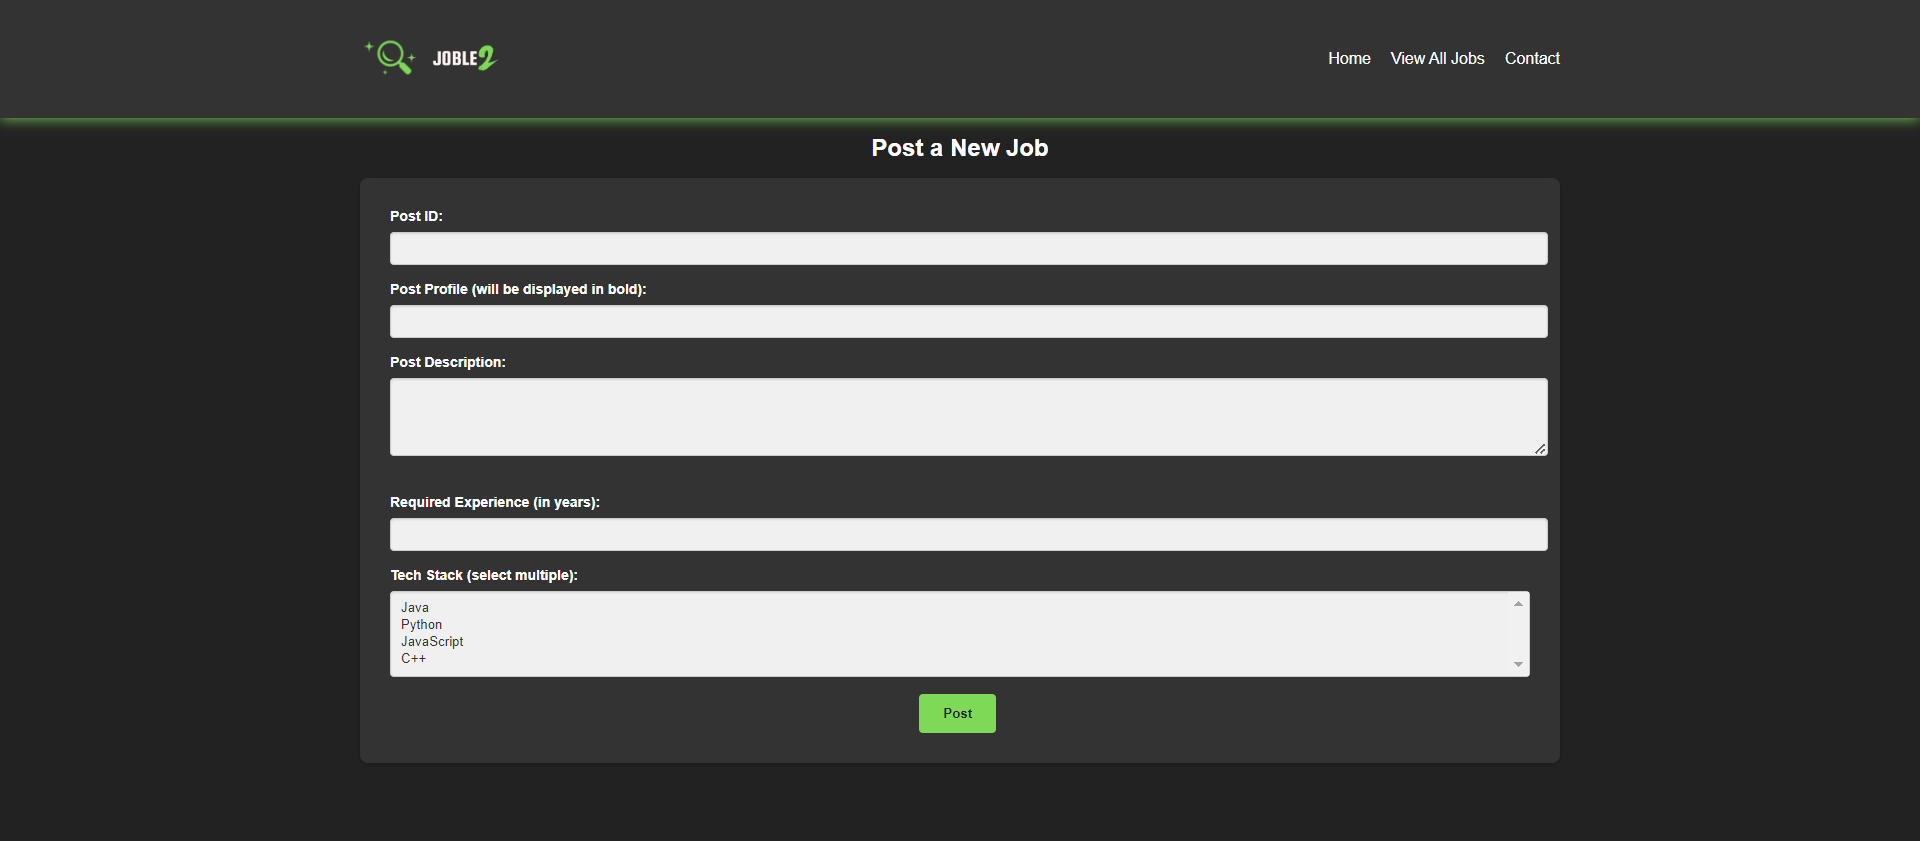 JOBLE2
Home View All Jobs Contact
Post a New Job
Post ID:
Post Profile (will be displayed in bold):
Post Description:
Required Experience (in years):
Tech Stack (select multiple):
Java
Python
JavaScript
C++
Post